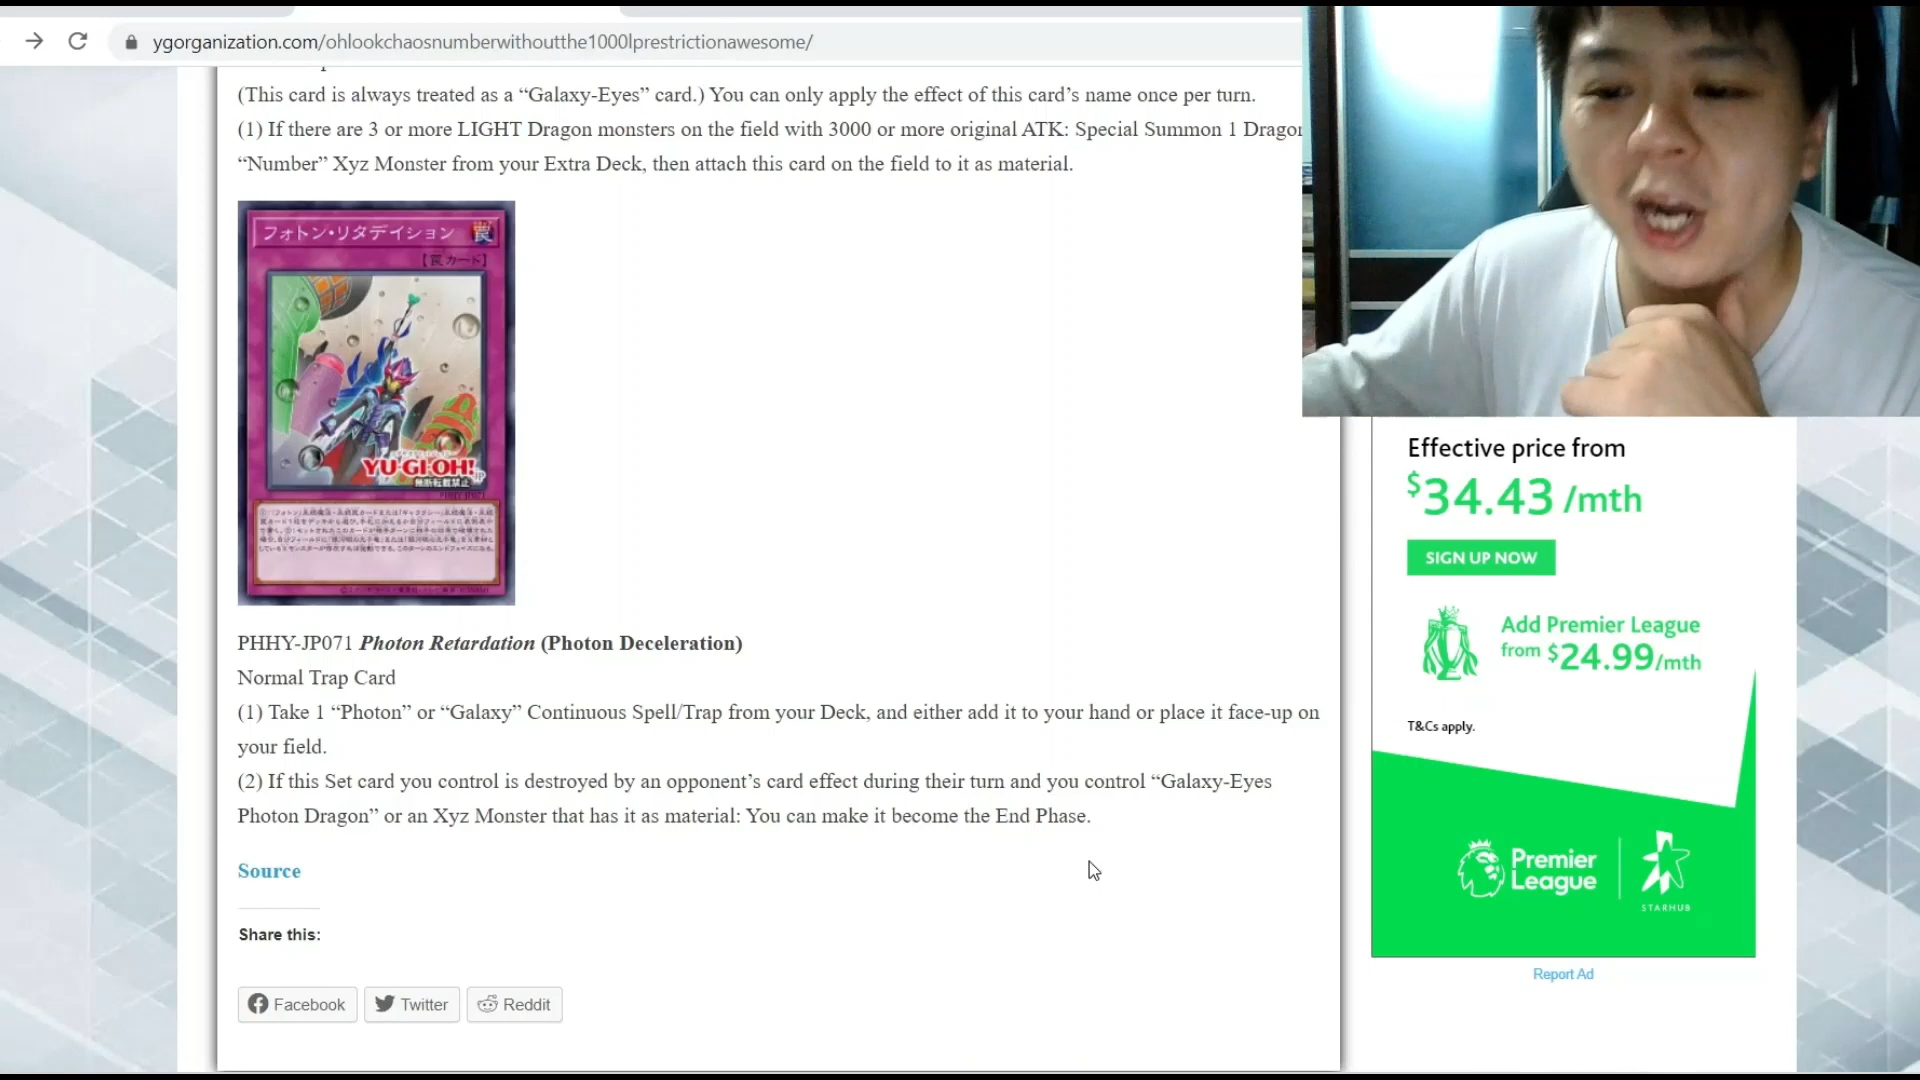 ygorganization.com/ohlookchaosnumberwithoutthe1000lprestrictionawesome/
(This card is always treated as a “Galaxy-Eyes” card.) You can only apply the effect of this card’s name once per turn.
(1) If there are 3 or more LIGHT Dragon monsters on the field with 3000 or more original ATK: Special Summon 1 Dragon
“Number” Xyz Monster from your Extra Deck, then attach this card on the field to it as material.
フォトン・リタデイション 罠
【罠カード】
YU-GI-OH!
無断転載禁止
PHHY-JP071
PHHY-JP071 Photon Retardation (Photon Deceleration)
Normal Trap Card
(1) Take 1 “Photon” or “Galaxy” Continuous Spell/Trap from your Deck, and either add it to your hand or place it face-up on
your field.
(2) If this Set card you control is destroyed by an opponent’s card effect during their turn and you control “Galaxy-Eyes
Photon Dragon” or an Xyz Monster that has it as material: You can make it become the End Phase.
Source
Share this:
Facebook
Twitter
Reddit
Effective price from
$34.43 /mth
SIGN UP NOW
Add Premier League
from $24.99/mth
T&Cs apply.
Premier
League
STARHUB
Report Ad